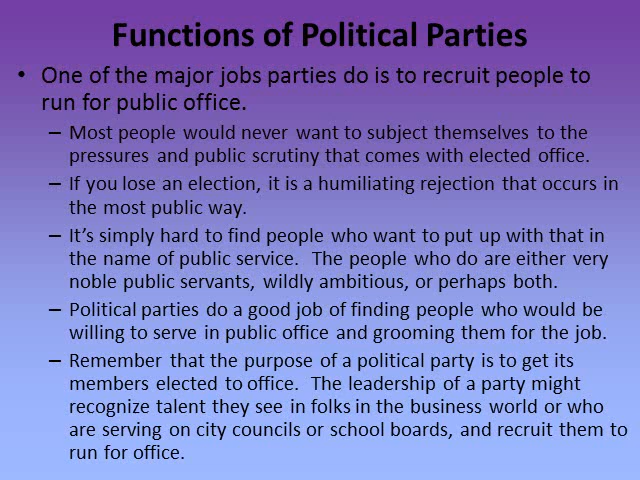 Functions of Political Parties
• One of the major jobs parties do is to recruit people to
run for public office.
– Most people would never want to subject themselves to the
pressures and public scrutiny that comes with elected office.
– If you lose an election, it is a humiliating rejection that occurs in
the most public way.
– It’s simply hard to find people who want to put up with that in
the name of public service.  The people who do are either very
noble public servants, wildly ambitious, or perhaps both.
– Political parties do a good job of finding people who would be
willing to serve in public office and grooming them for the job.
– Remember that the purpose of a political party is to get its
members elected to office.  The leadership of a party might
recognize talent they see in folks in the business world or who
are serving on city councils or school boards, and recruit them to
run for office.